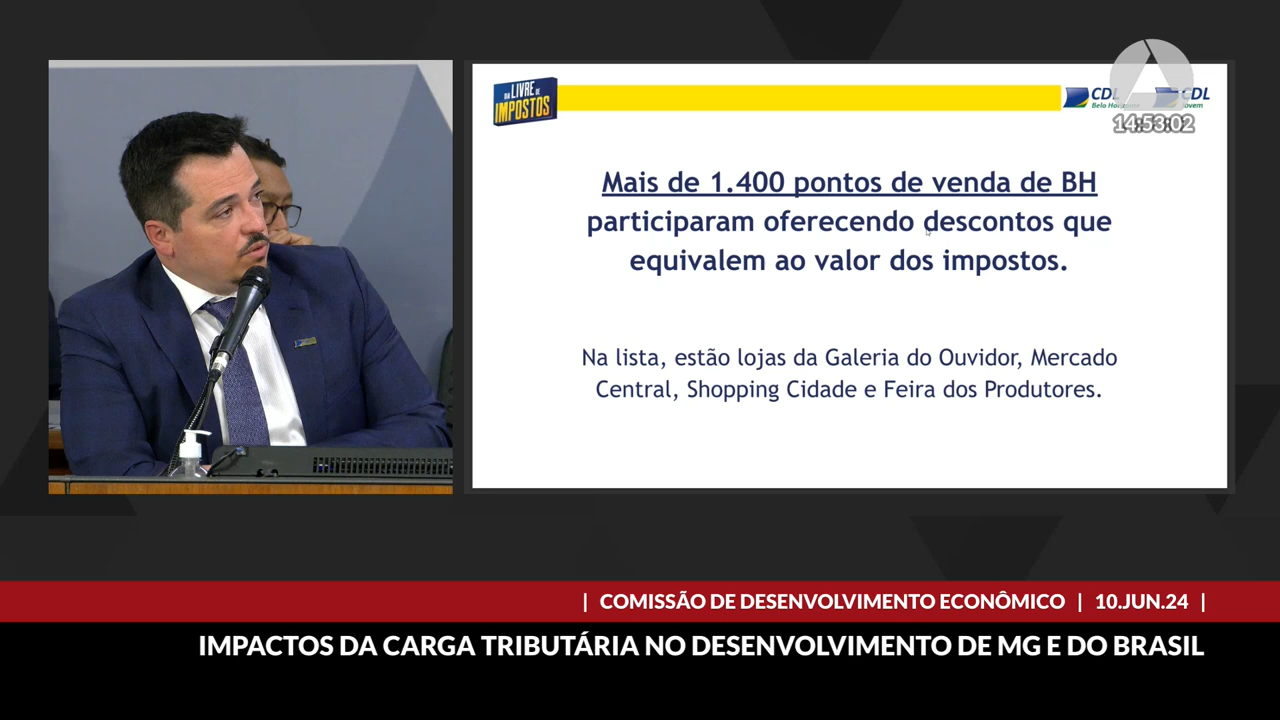 DIA LIVRE DE
IMPOSTOS
CDL
Belo Ho
CDL
Jovem
14:53:02
Mais de 1.400 pontos de venda de BH
participaram oferecendo descontos que
equivalem ao valor dos impostos.
Na lista, estão lojas da Galeria do Ouvidor, Mercado
Central, Shopping Cidade e Feira dos Produtores.
| COMISSÃO DE DESENVOLVIMENTO ECONÔMICO | 10.JUN.24 |
IMPACTOS DA CARGA TRIBUTÁRIA NO DESENVOLVIMENTO DE MG E DO BRASIL